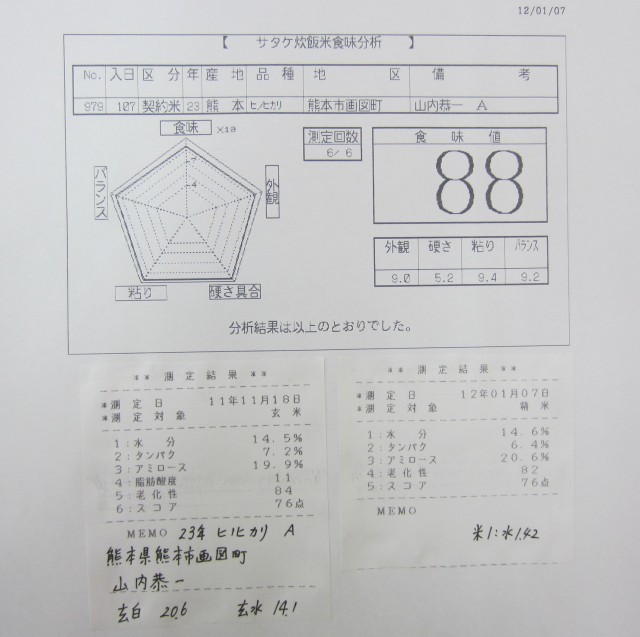 12/01/07
【 サタケ炊飯米食味分析 】
No. 入日 区分 年 産地 品種 地区 備考
979 107 契約米 23 熊本 ヒノヒカリ 熊本市画図町 山内恭一 A
食味 ×10
7
4
外観
硬さ具合
粘り
バランス
測定回数
6/ 6
食味値
88
外観 硬さ 粘り バランス
9.0 5.2 9.4 9.2
分析結果は以上のとおりでした。
** 測定結果 **
*測定日 11年11月18日
*測定対象 玄米
1:水分 14.5%
2:タンパク 7.2%
3:アミロース 19.9%
4:脂肪酸度 11
5:老化性 84
6:スコア 76点
MEMO 23年 ヒノヒカリ A
熊本県熊本市画図町
山内恭一
玄白 20.6 玄水 14.1
** 測定結果 **
*測定日 12年01月07日
*測定対象 精米
1:水分 14.6%
2:タンパク 6.4%
3:アミロース 20.6%
4:老化性 82
5:スコア 76点
MEMO
米1:水1.42